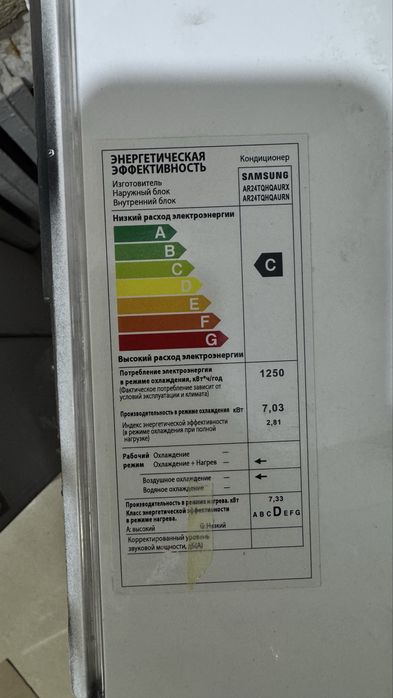 ЭНЕРГЕТИЧЕСКАЯ
ЭФФЕКТИВНОСТЬ
Кондиционер
Изготовитель SAMSUNG
Наружный блок AR24TQHQAURX
Внутренний блок AR24TQHQAURN
Низкий расход электроэнергии
A
B
C
C
D
E
F
G
Высокий расход электроэнергии
Потребление электроэнергии
в режиме охлаждения, кВт*ч/год 1250
(Фактическое потребление зависит от
условий эксплуатации и климата)
Производительность в режиме охлаждения кВт 7,03
Индекс энергетической эффективности 2,81
(в режиме охлаждения при полной
нагрузке)
Рабочий Охлаждение —
режим Охлаждение + Нагрев — ←
Воздушное охлаждение — ←
Водяное охлаждение —
Производительность в режиме нагрева. кВт 7,33
Класс энергетической эффективности A B C D E F G
в режиме нагрева.
A: высокий G:Низкий
Корректированный уровень
звуковой мощности, дБ(А)